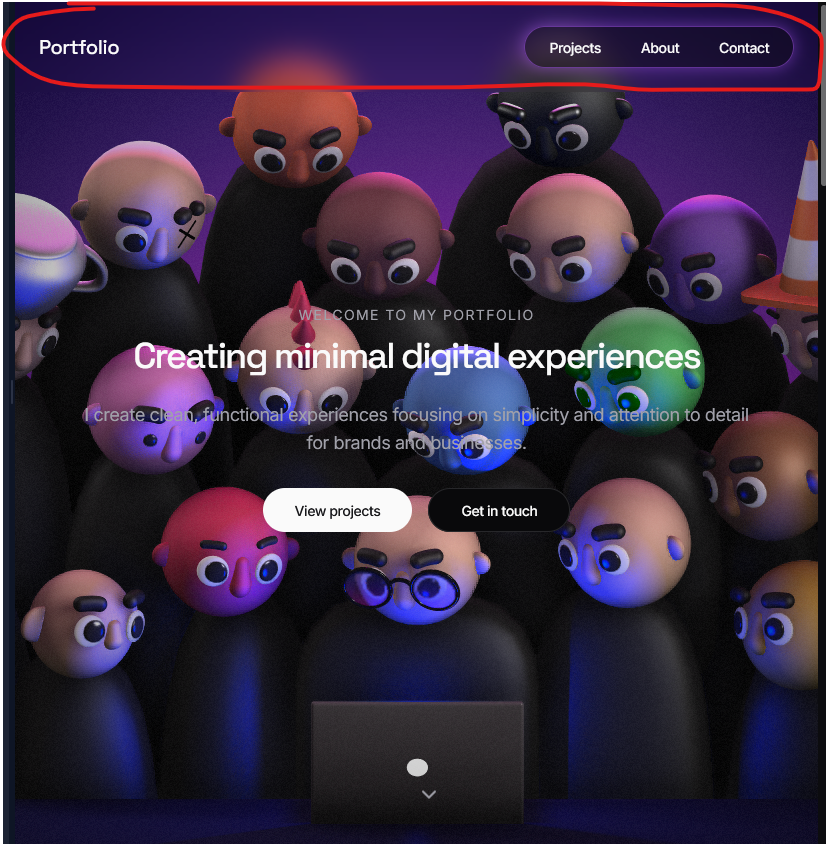 Portfolio
Projects About Contact
WELCOME TO MY PORTFOLIO
Creating minimal digital experiences
I create clean, functional experiences focusing on simplicity and attention to detail
for brands and businesses.
View projects Get in touch